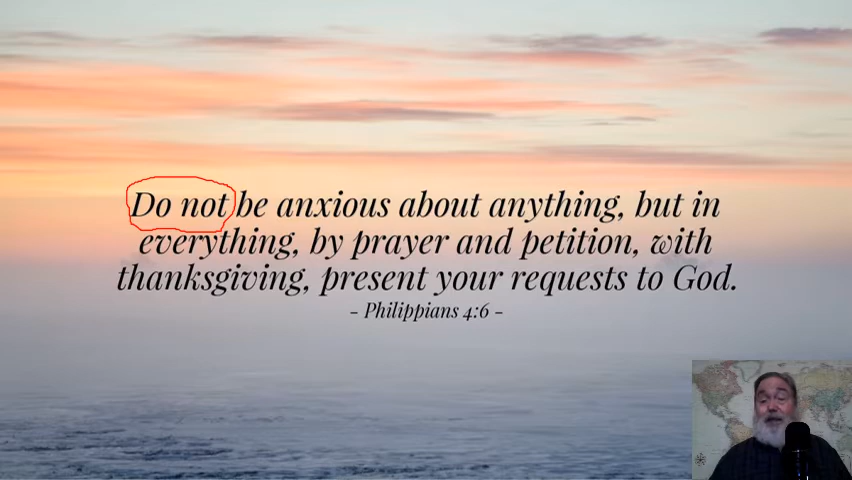 Do not be anxious about anything, but in
everything, by prayer and petition, with
thanksgiving, present your requests to God.
- Philippians 4:6 -